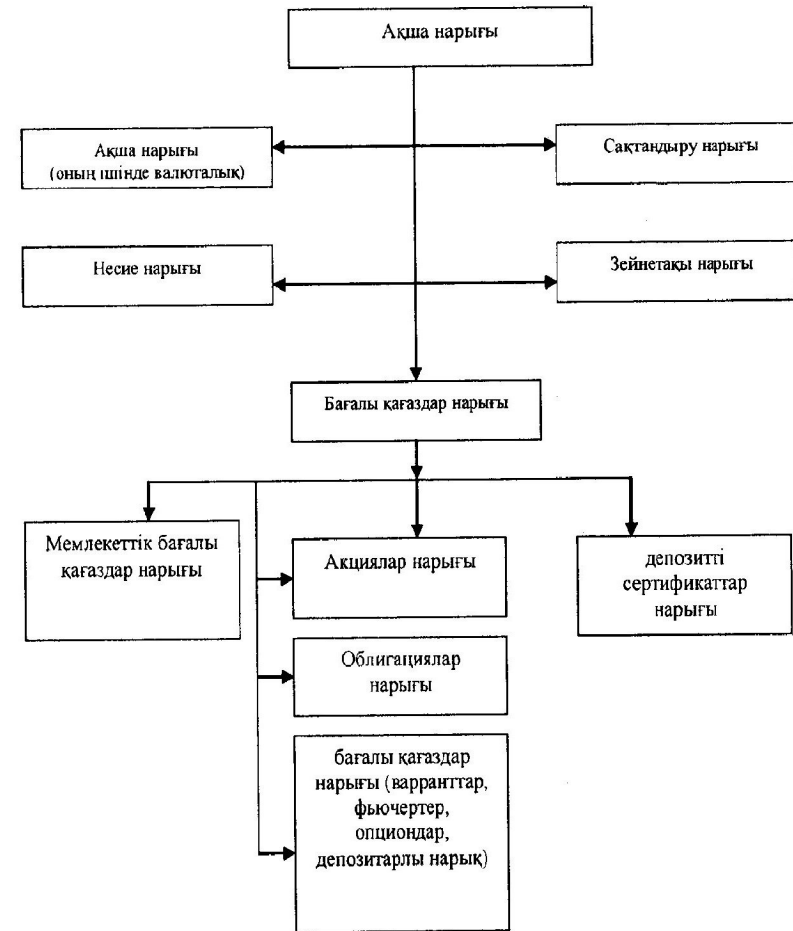 Ақша нарығы
Ақша нарығы
(оның ішінде валюталық)
Сақтандыру нарығы
Несие нарығы
Зейнетақы нарығы
Бағалы қағаздар нарығы
Мемлекеттік бағалы
қағаздар нарығы
Акциялар нарығы
депозитті
сертификаттар
нарығы
Облигациялар
нарығы
бағалы қағаздар
нарығы (варранттар,
фьючертер,
опциондар,
депозитарлы нарық)